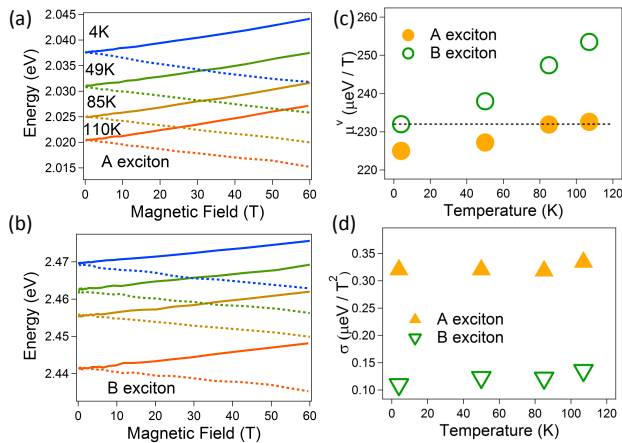 (a)
2.045
2.040
2.035
2.030
2.025
2.020
2.015
Energy (eV)
4K
49K
85K
110K
A exciton
0 10 20 30 40 50 60
Magnetic Field (T)
(b)
2.47
2.46
2.45
2.44
Energy (eV)
B exciton
0 10 20 30 40 50 60
Magnetic Field (T)
(c)
260
250
240
230
220
μᵛ (μeV / T)
A exciton
B exciton
0 20 40 60 80 100 120
Temperature (K)
(d)
0.35
0.30
0.25
0.20
0.15
0.10
σ (μeV / T²)
A exciton
B exciton
0 20 40 60 80 100 120
Temperature (K)